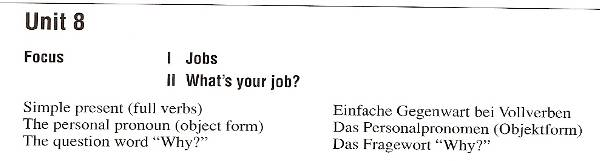 Unit 8
Focus I Jobs
II What's your job?
Simple present (full verbs) Einfache Gegenwart bei Vollverben
The personal pronoun (object form) Das Personalpronomen (Objektform)
The question word "Why?" Das Fragewort "Why?"